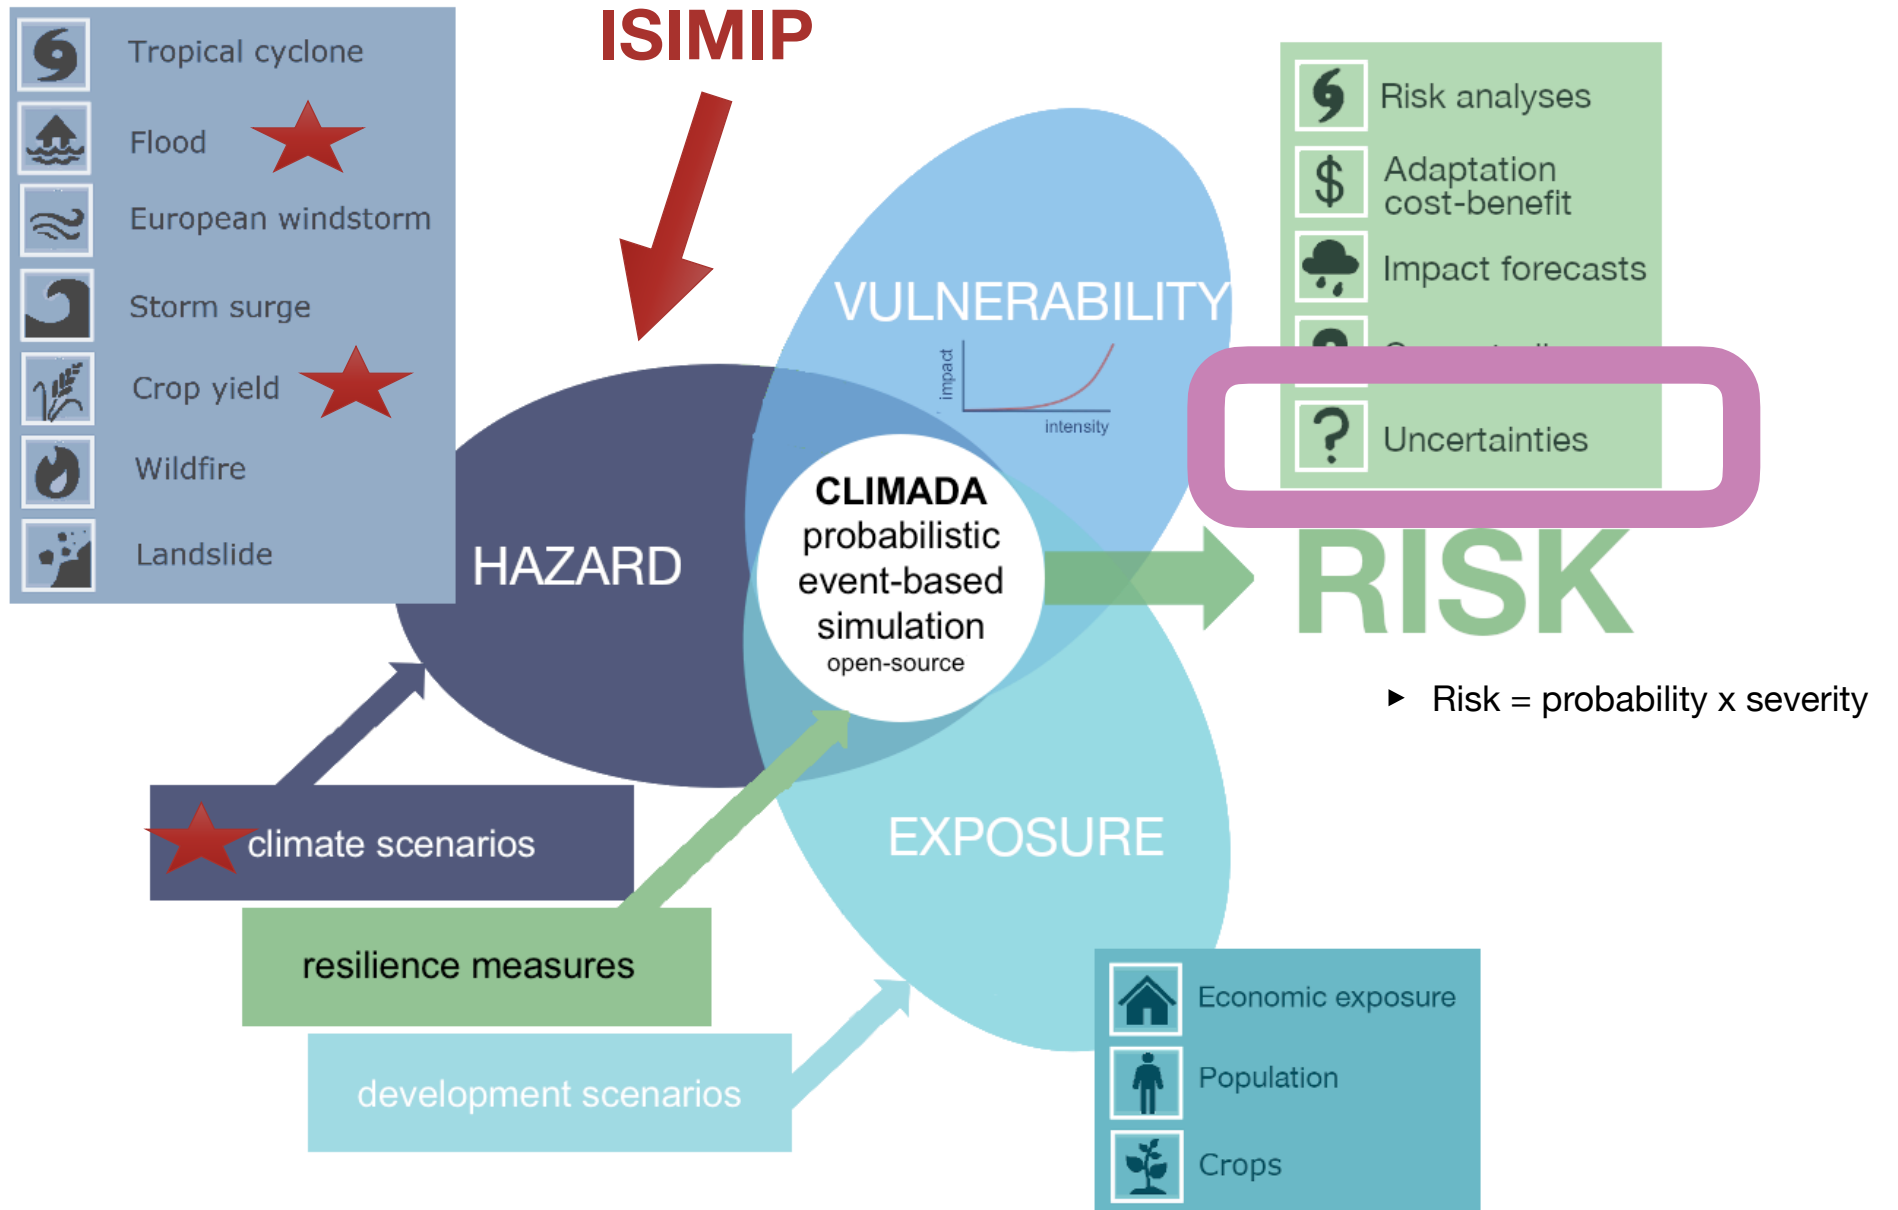 ISIMIP
Tropical cyclone
Flood
European windstorm
Storm surge
Crop yield
Wildfire
Landslide
Risk analyses
Adaptation
cost-benefit
Impact forecasts
Uncertainties
VULNERABILITY
impact
intensity
HAZARD
CLIMADA
probabilistic
event-based
simulation
open-source
RISK
► Risk = probability x severity
EXPOSURE
climate scenarios
resilience measures
development scenarios
Economic exposure
Population
Crops